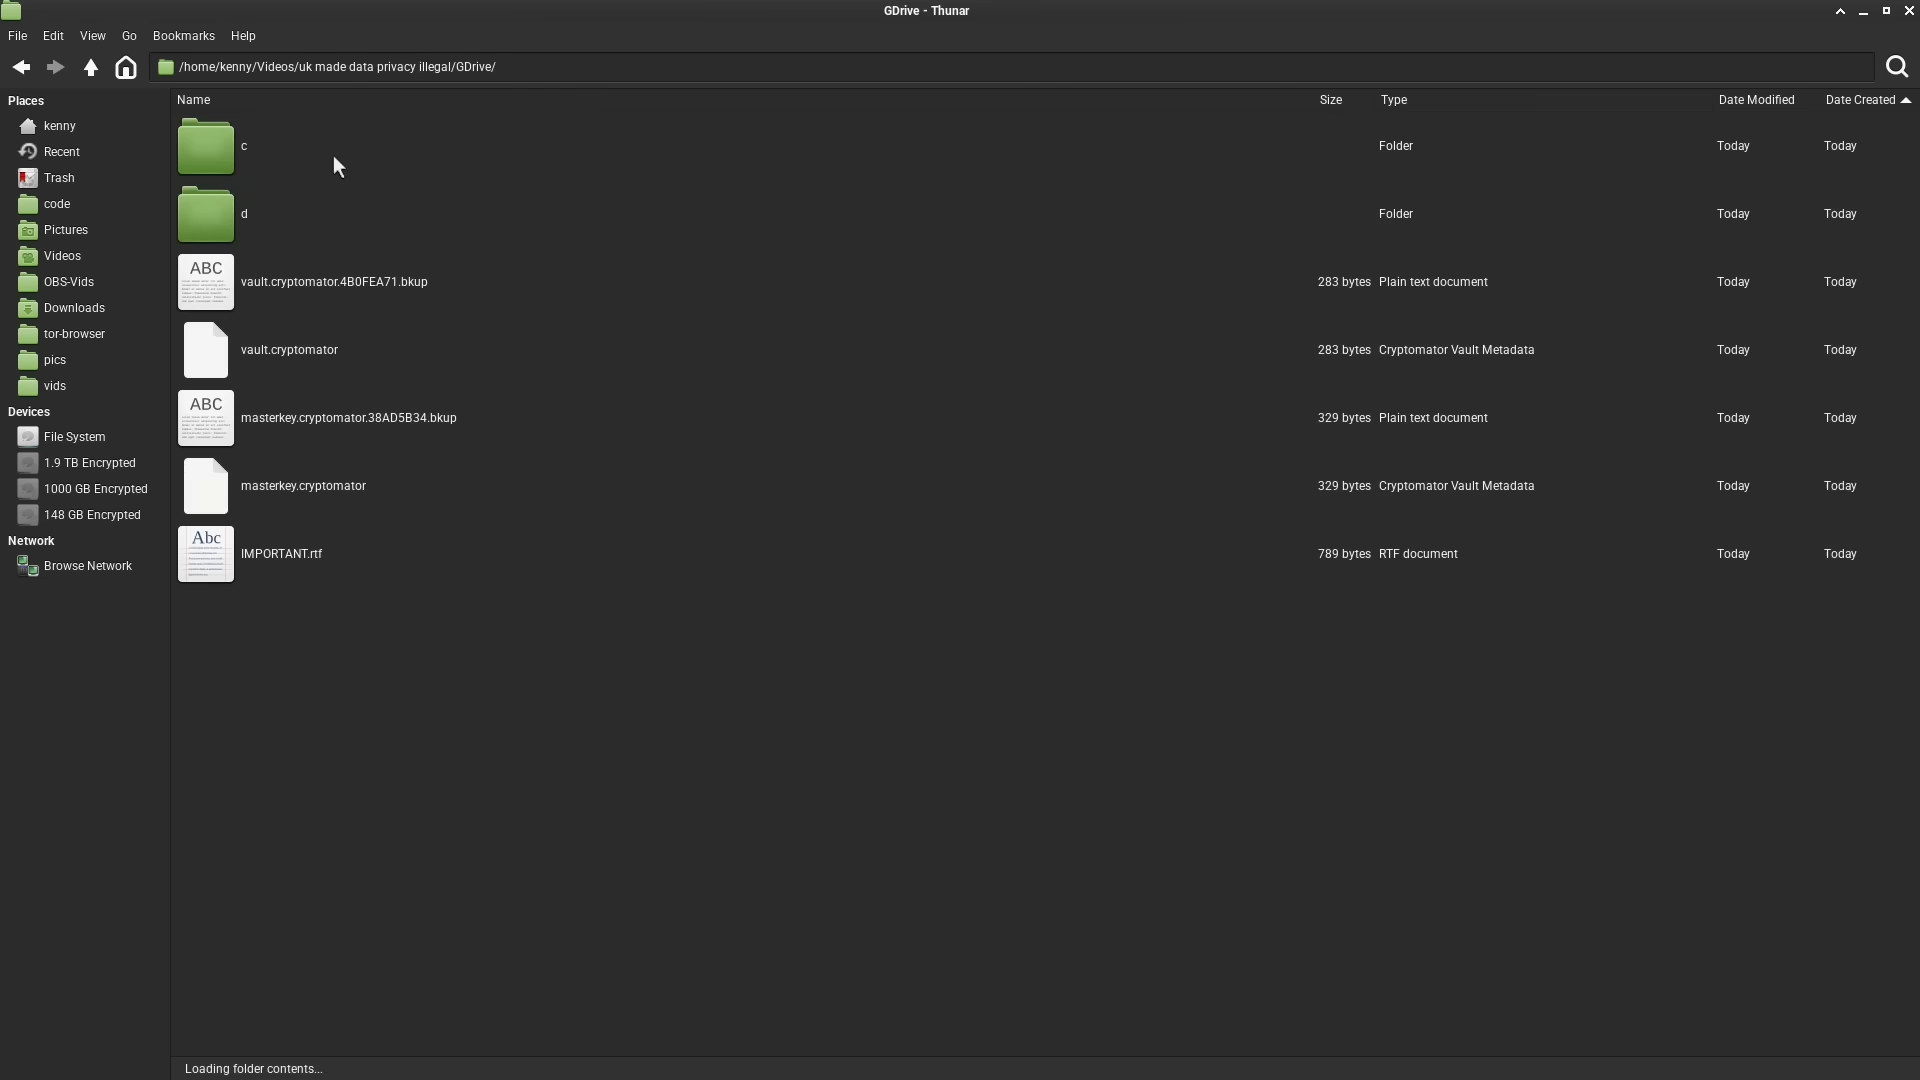 GDrive - Thunar
File Edit View Go Bookmarks Help
/home/kenny/Videos/uk made data privacy illegal/GDrive/
Places
kenny
Recent
Trash
code
Pictures
Videos
OBS-Vids
Downloads
tor-browser
pics
vids
Devices
File System
1.9 TB Encrypted
1000 GB Encrypted
148 GB Encrypted
Network
Browse Network
Name Size Type Date Modified Date Created
c Folder Today Today
d Folder Today Today
ABC
vault.cryptomator.4B0FEA71.bkup 283 bytes Plain text document Today Today
vault.cryptomator 283 bytes Cryptomator Vault Metadata Today Today
ABC
masterkey.cryptomator.38AD5B34.bkup 329 bytes Plain text document Today Today
masterkey.cryptomator 329 bytes Cryptomator Vault Metadata Today Today
Abc
IMPORTANT.rtf 789 bytes RTF document Today Today
Loading folder contents...